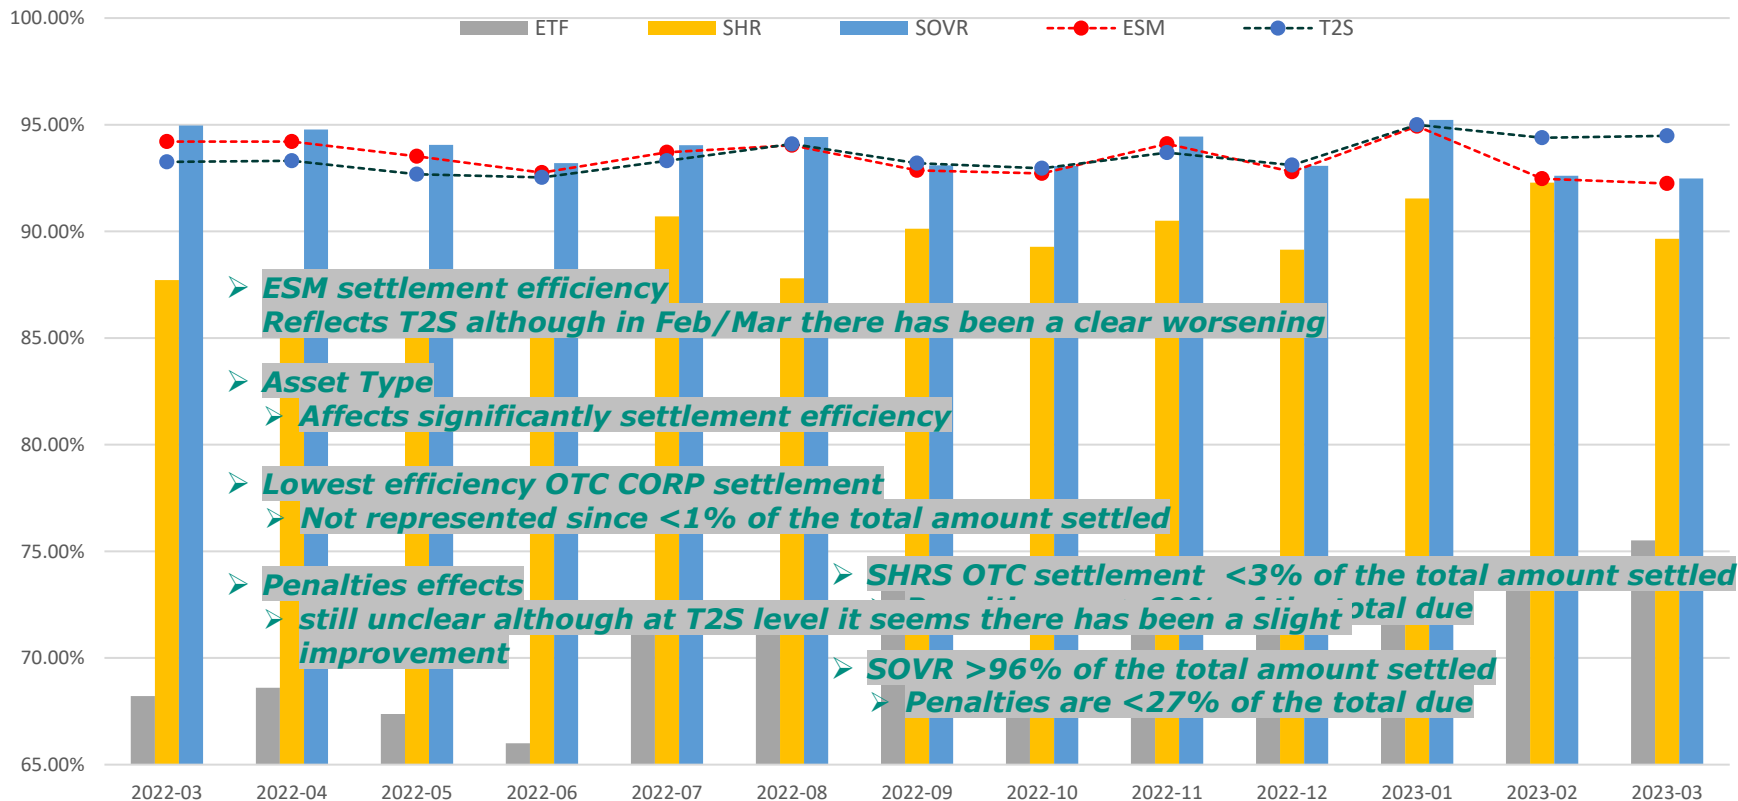 100.00%
ETF SHR SOVR ESM T2S
95.00%
90.00%
85.00%
80.00%
75.00%
70.00%
65.00%
➢ ESM settlement efficiency
Reflects T2S although in Feb/Mar there has been a clear worsening
➢ Asset Type
➢ Affects significantly settlement efficiency
➢ Lowest efficiency OTC CORP settlement
➢ Not represented since <1% of the total amount settled
➢ Penalties effects
➢ still unclear although at T2S level it seems there has been a slight
improvement
➢ SHRS OTC settlement <3% of the total amount settled
total due
➢ SOVR >96% of the total amount settled
➢ Penalties are <27% of the total due
2022-03 2022-04 2022-05 2022-06 2022-07 2022-08 2022-09 2022-10 2022-11 2022-12 2023-01 2023-02 2023-03